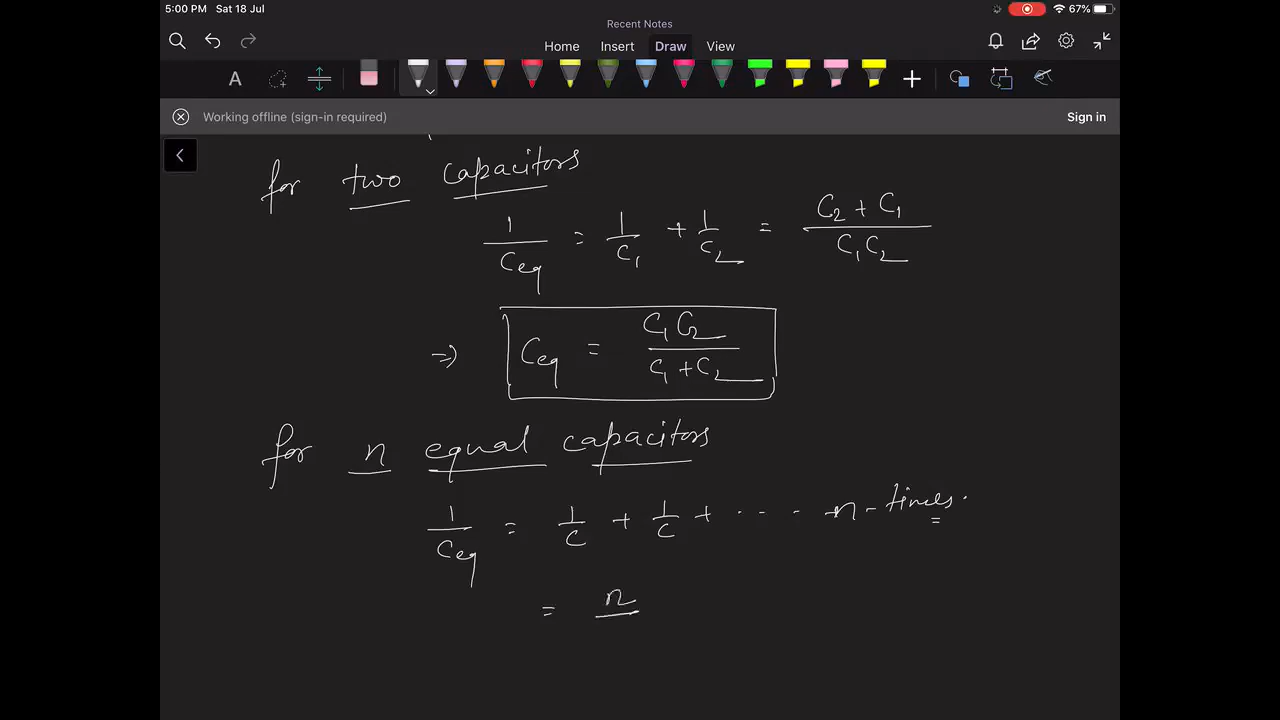 5:00 PM Sat 18 Jul
67%
Recent Notes
Home Insert Draw View
A
Working offline (sign-in required)
Sign in
for two capacitors
1/Ceq = 1/C₁ + 1/C₂ = (C₂ + C₁)/(C₁C₂)
⇒ Ceq = (C₁C₂)/(C₁ + C₂)
for n equal capacitors
1/Ceq = 1/C + 1/C + ---- n-times.
= n